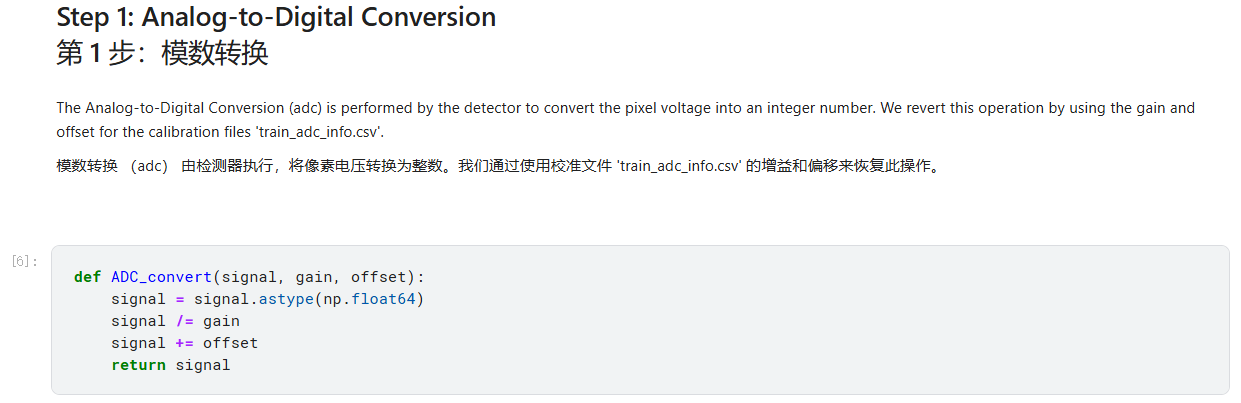 Step 1: Analog-to-Digital Conversion
第 1 步：模数转换
The Analog-to-Digital Conversion (adc) is performed by the detector to convert the pixel voltage into an integer number. We revert this operation by using the gain and
offset for the calibration files 'train_adc_info.csv'.
模数转换 （adc） 由检测器执行，将像素电压转换为整数。我们通过使用校准文件 'train_adc_info.csv' 的增益和偏移来恢复此操作。
[6]:
def ADC_convert(signal, gain, offset):
    signal = signal.astype(np.float64)
    signal /= gain
    signal += offset
    return signal